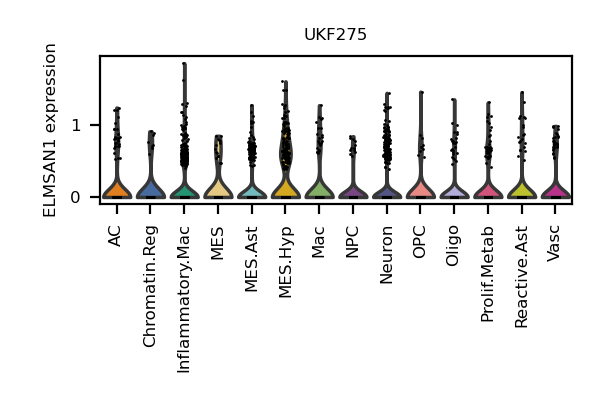 UKF275
ELMSAN1 expression
1
0
AC
Chromatin.Reg
Inflammatory.Mac
MES
MES.Ast
MES.Hyp
Mac
NPC
Neuron
OPC
Oligo
Prolif.Metab
Reactive.Ast
Vasc